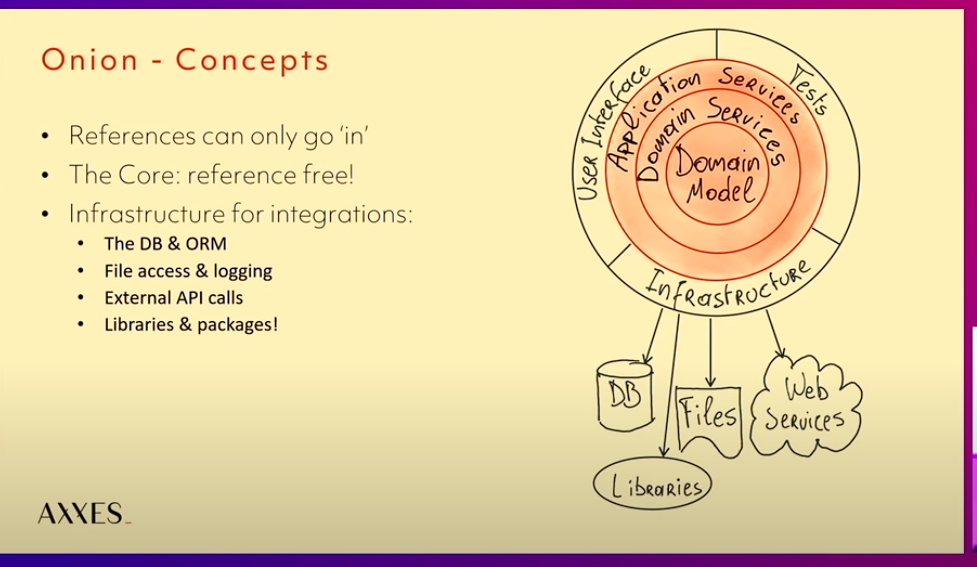 Onion - Concepts
• References can only go 'in'
• The Core: reference free!
• Infrastructure for integrations:
• The DB & ORM
• File access & logging
• External API calls
• Libraries & packages!
User Interface
Tests
Application Services
Domain Services
Domain
Model
Infrastructure
DB
Files
Web
Services
Libraries
AXXES_